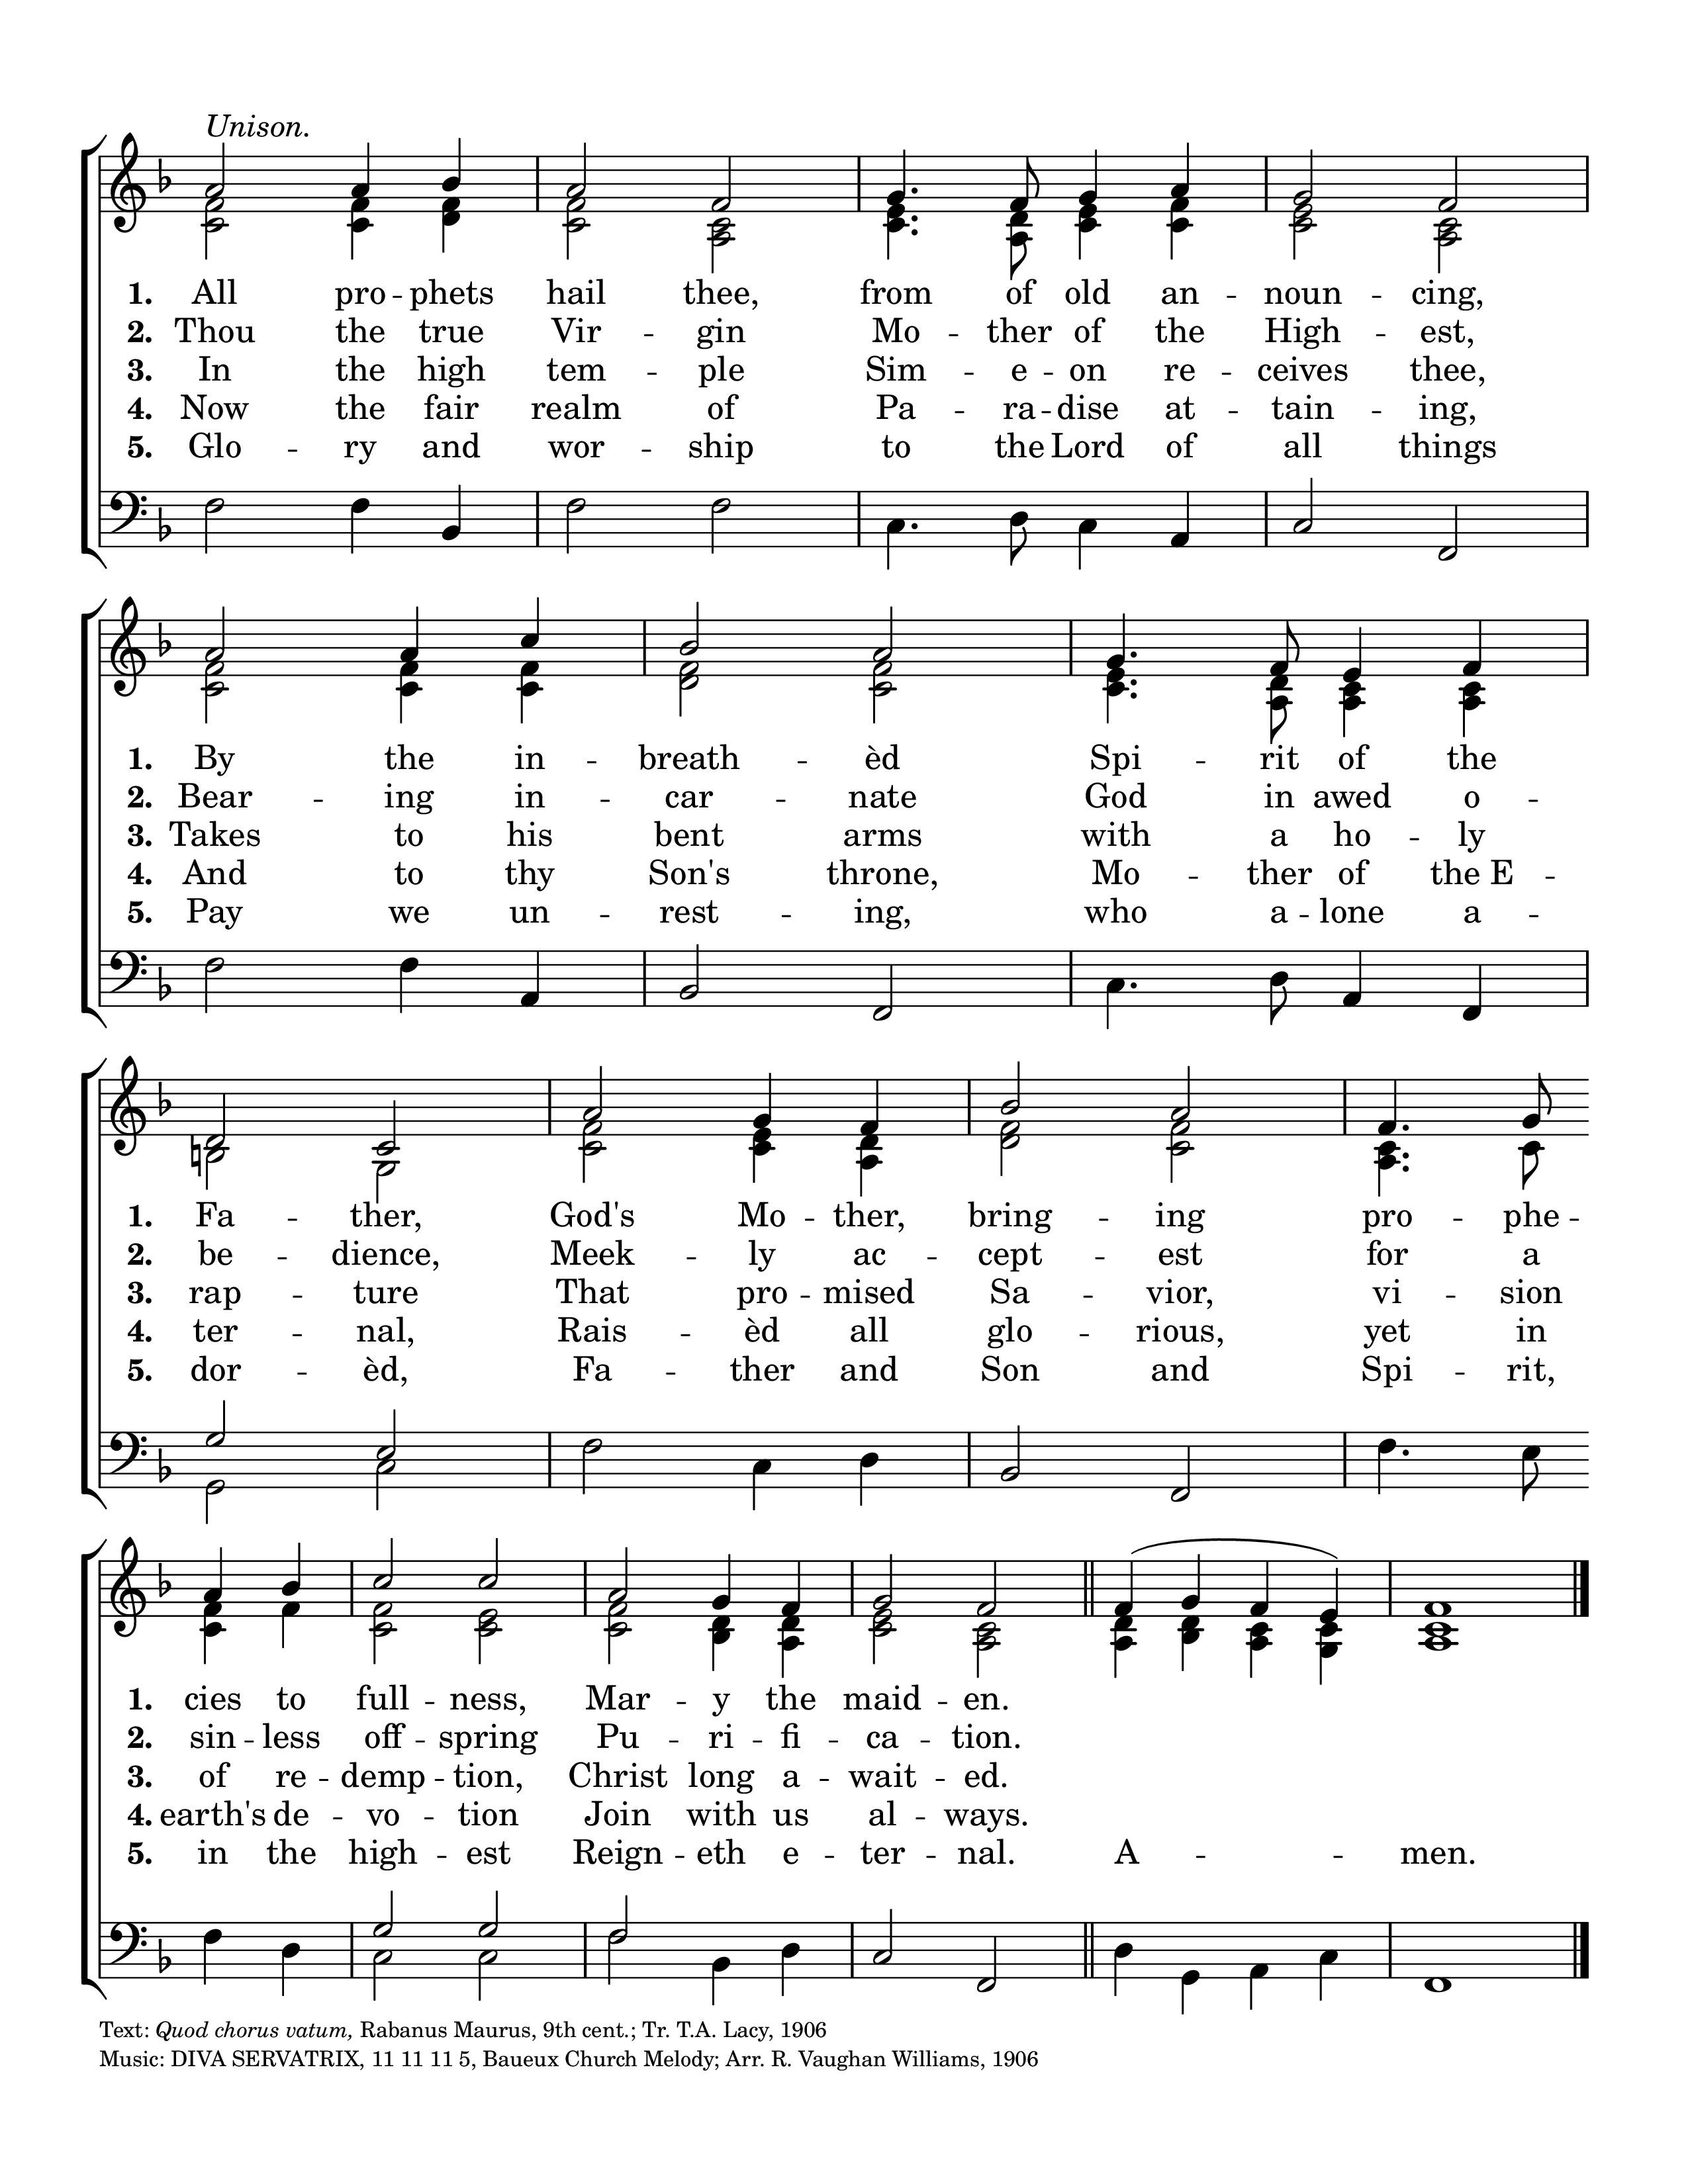 Unison.
1. All pro - phets hail thee, from of old an - noun - cing,
2. Thou the true Vir - gin Mo - ther of the High - est,
3. In the high tem - ple Sim - e - on re - ceives thee,
4. Now the fair realm of Pa - ra - dise at - tain - ing,
5. Glo - ry and wor - ship to the Lord of all things
1. By the in - breath - èd Spi - rit of the
2. Bear - ing in - car - nate God in awed o -
3. Takes to his bent arms with a ho - ly
4. And to thy Son's throne, Mo - ther of the E -
5. Pay we un - rest - ing, who a - lone a -
1. Fa - ther, God's Mo - ther, bring - ing pro - phe -
2. be - dience, Meek - ly ac - cept - est for a
3. rap - ture That pro - mised Sa - vior, vi - sion
4. ter - nal, Rais - èd all glo - rious, yet in
5. dor - èd, Fa - ther and Son and Spi - rit,
1. cies to full - ness, Mar - y the maid - en.
2. sin - less off - spring Pu - ri - fi - ca - tion.
3. of re - demp - tion, Christ long a - wait - ed.
4. earth's de - vo - tion Join with us al - ways.
5. in the high - est Reign - eth e - ter - nal. A - - men.
Text: Quod chorus vatum, Rabanus Maurus, 9th cent.; Tr. T.A. Lacy, 1906
Music: DIVA SERVATRIX, 11 11 11 5, Baueux Church Melody; Arr. R. Vaughan Williams, 1906